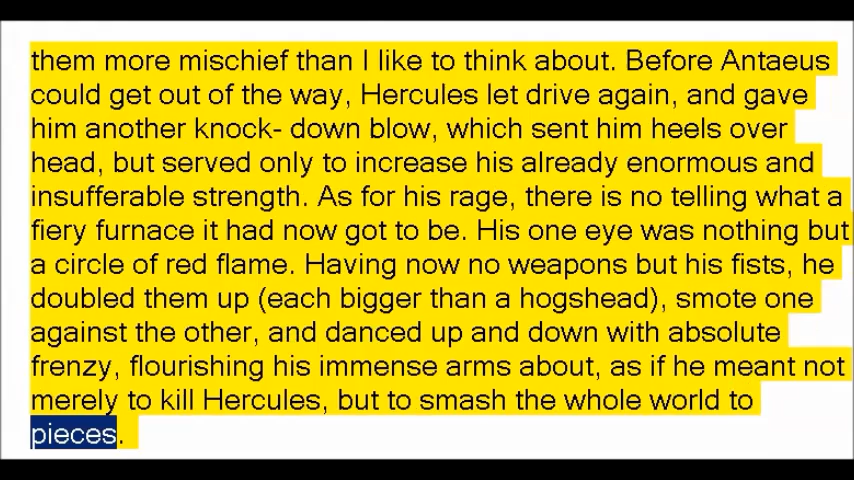 them more mischief than I like to think about. Before Antaeus
could get out of the way, Hercules let drive again, and gave
him another knock- down blow, which sent him heels over
head, but served only to increase his already enormous and
insufferable strength. As for his rage, there is no telling what a
fiery furnace it had now got to be. His one eye was nothing but
a circle of red flame. Having now no weapons but his fists, he
doubled them up (each bigger than a hogshead), smote one
against the other, and danced up and down with absolute
frenzy, flourishing his immense arms about, as if he meant not
merely to kill Hercules, but to smash the whole world to
pieces.